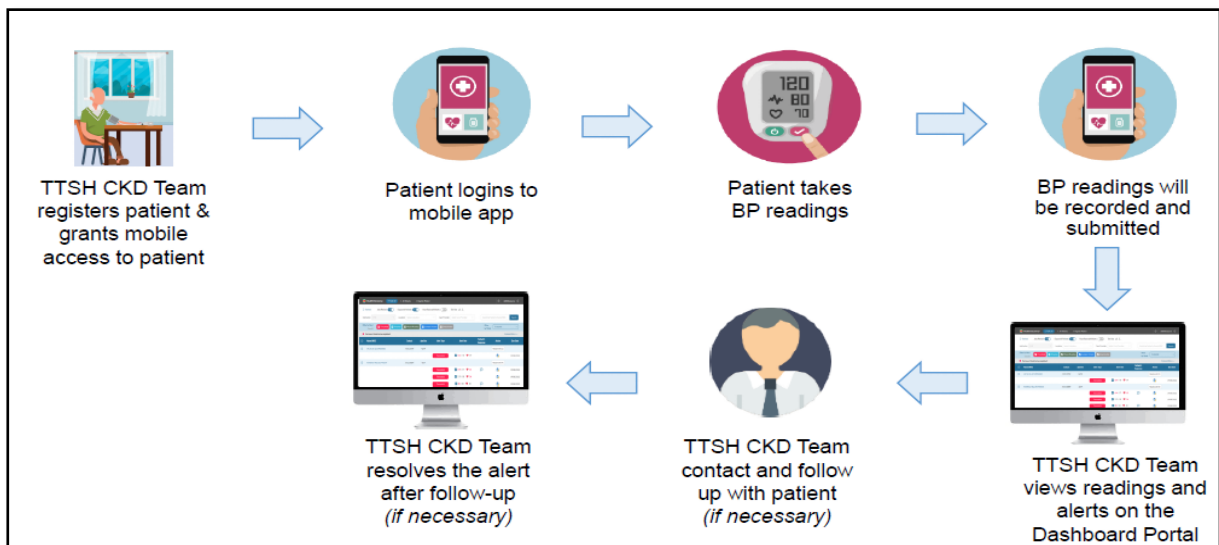 TTSH CKD Team
registers patient &
grants mobile
access to patient
Patient logins to
mobile app
120
80
70
Patient takes
BP readings
BP readings will
be recorded and
submitted
TTSH CKD Team
views readings and
alerts on the
Dashboard Portal
TTSH CKD Team
contact and follow
up with patient
(if necessary)
TTSH CKD Team
resolves the alert
after follow-up
(if necessary)